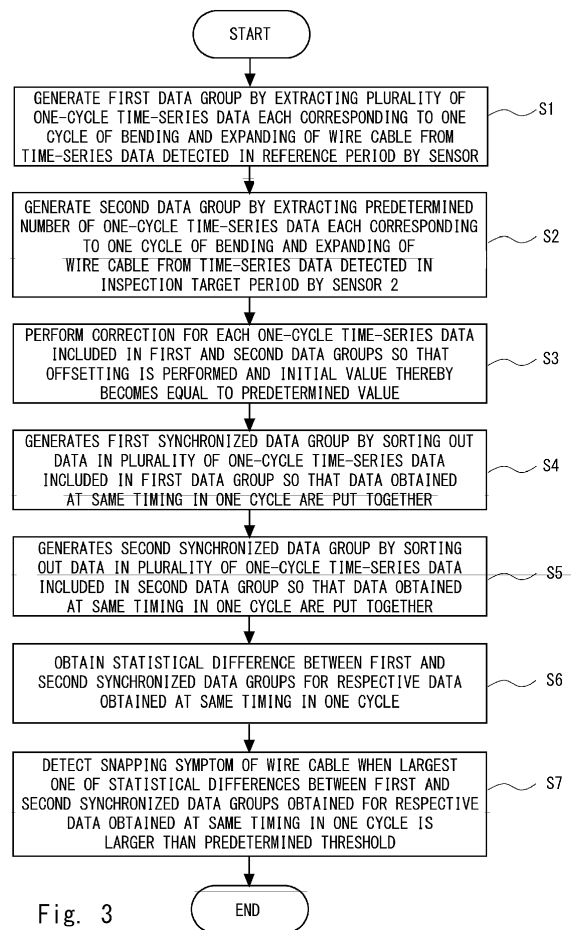 START
GENERATE FIRST DATA GROUP BY EXTRACTING PLURALITY OF
ONE-CYCLE TIME-SERIES DATA EACH CORRESPONDING TO ONE
CYCLE OF BENDING AND EXPANDING OF WIRE CABLE FROM
TIME-SERIES DATA DETECTED IN REFERENCE PERIOD BY SENSOR
S1
GENERATE SECOND DATA GROUP BY EXTRACTING PREDETERMINED
NUMBER OF ONE-CYCLE TIME-SERIES DATA EACH CORRESPONDING
TO ONE CYCLE OF BENDING AND EXPANDING OF
WIRE CABLE FROM TIME-SERIES DATA DETECTED IN
INSPECTION TARGET PERIOD BY SENSOR 2
S2
PERFORM CORRECTION FOR EACH ONE-CYCLE TIME-SERIES DATA
INCLUDED IN FIRST AND SECOND DATA GROUPS SO THAT
OFFSETTING IS PERFORMED AND INITIAL VALUE THEREBY
BECOMES EQUAL TO PREDETERMINED VALUE
S3
GENERATES FIRST SYNCHRONIZED DATA GROUP BY SORTING OUT
DATA IN PLURALITY OF ONE-CYCLE TIME-SERIES DATA
INCLUDED IN FIRST DATA GROUP SO THAT DATA OBTAINED
AT SAME TIMING IN ONE CYCLE ARE PUT TOGETHER
S4
GENERATES SECOND SYNCHRONIZED DATA GROUP BY SORTING
OUT DATA IN PLURALITY OF ONE-CYCLE TIME-SERIES DATA
INCLUDED IN SECOND DATA GROUP SO THAT DATA OBTAINED
AT SAME TIMING IN ONE CYCLE ARE PUT TOGETHER
S5
OBTAIN STATISTICAL DIFFERENCE BETWEEN FIRST AND
SECOND SYNCHRONIZED DATA GROUPS FOR RESPECTIVE DATA
OBTAINED AT SAME TIMING IN ONE CYCLE
S6
DETECT SNAPPING SYMPTOM OF WIRE CABLE WHEN LARGEST
ONE OF STATISTICAL DIFFERENCES BETWEEN FIRST AND
SECOND SYNCHRONIZED DATA GROUPS OBTAINED FOR RESPECTIVE
DATA OBTAINED AT SAME TIMING IN ONE CYCLE IS
LARGER THAN PREDETERMINED THRESHOLD
S7
END
Fig. 3